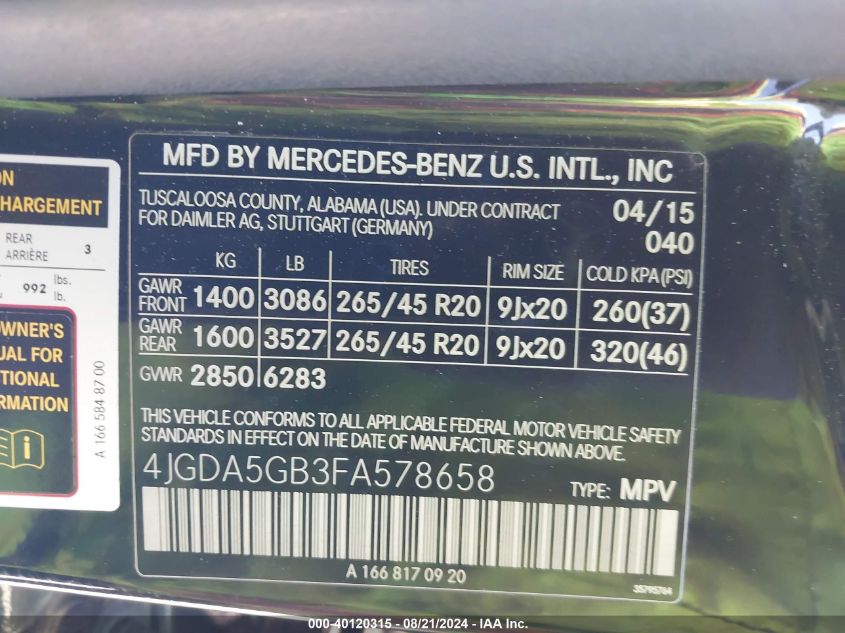 ON
HARGEMENT
REAR
ARRIÈRE
3
992
lbs.
lb.
OWNER'S
UAL FOR
ITIONAL
ORMATION
A 166 584 87 00
MFD BY MERCEDES-BENZ U.S. INTL., INC
TUSCALOOSA COUNTY, ALABAMA (USA). UNDER CONTRACT
FOR DAIMLER AG, STUTTGART (GERMANY)
04/15
040
KG LB TIRES RIM SIZE COLD KPA(PSI)
GAWR FRONT 1400 3086 265/45 R20 9Jx20 260(37)
GAWR REAR 1600 3527 265/45 R20 9Jx20 320(46)
GVWR 2850 6283
THIS VEHICLE CONFORMS TO ALL APPLICABLE FEDERAL MOTOR VEHICLE SAFETY
STANDARDS IN EFFECT ON THE DATE OF MANUFACTURE SHOWN ABOVE.
4JGDA5GB3FA578658
TYPE: MPV
A 166 817 09 20
35795764
000-40120315 - 08/21/2024 - IAA Inc.